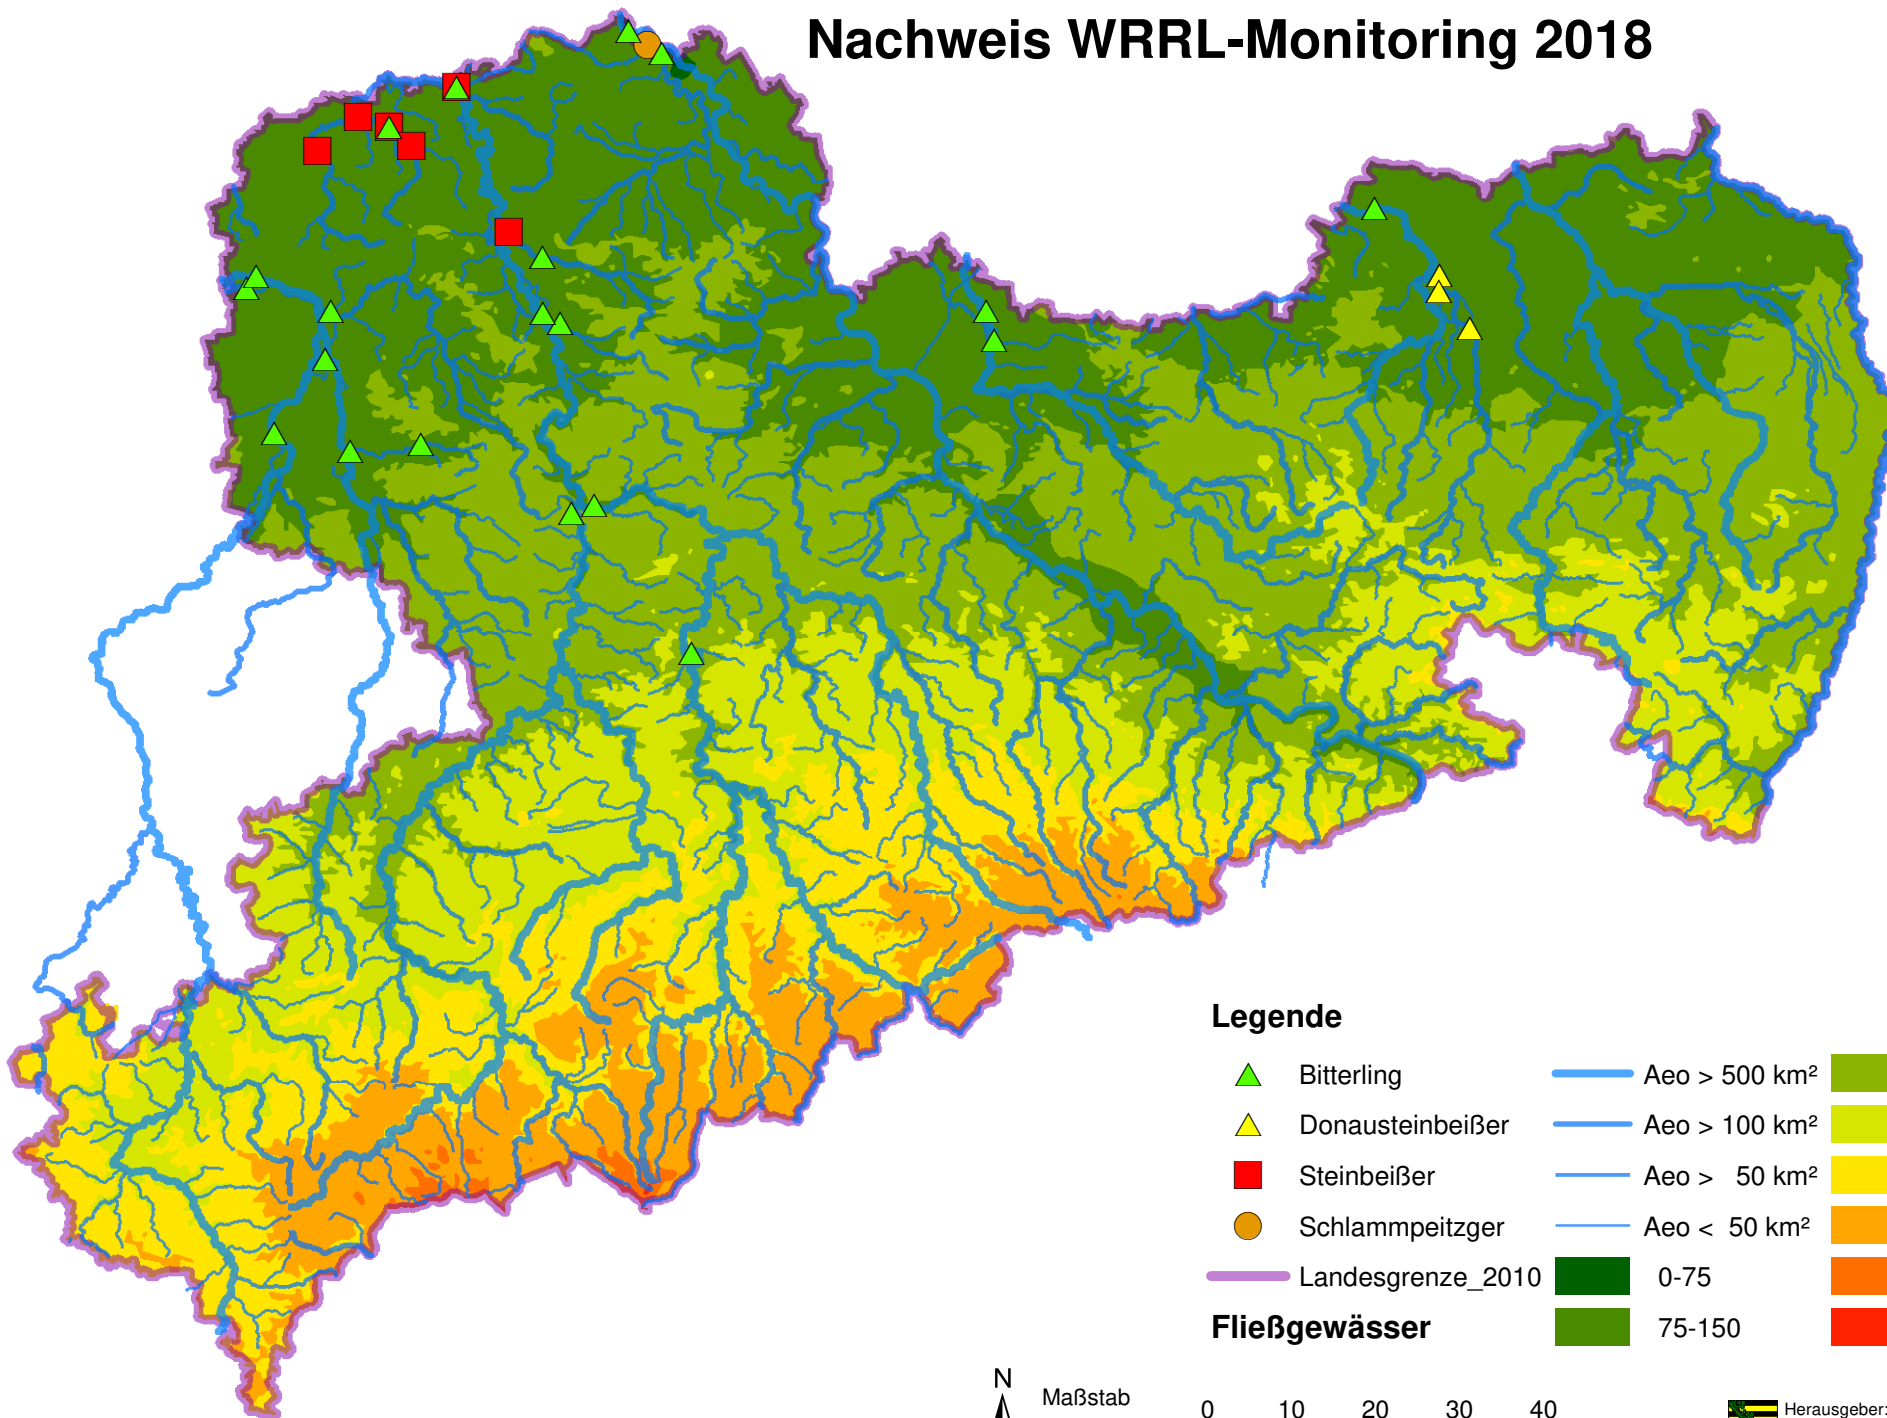 Nachweis WRRL-Monitoring 2018
Legende
Bitterling
Aeo > 500 km²
Donausteinbeißer
Aeo > 100 km²
Steinbeißer
Aeo > 50 km²
Schlammpeitzger
Aeo < 50 km²
Landesgrenze_2010
0-75
Fließgewässer
75-150
N
Maßstab
0 10 20 30 40
Herausgeber: